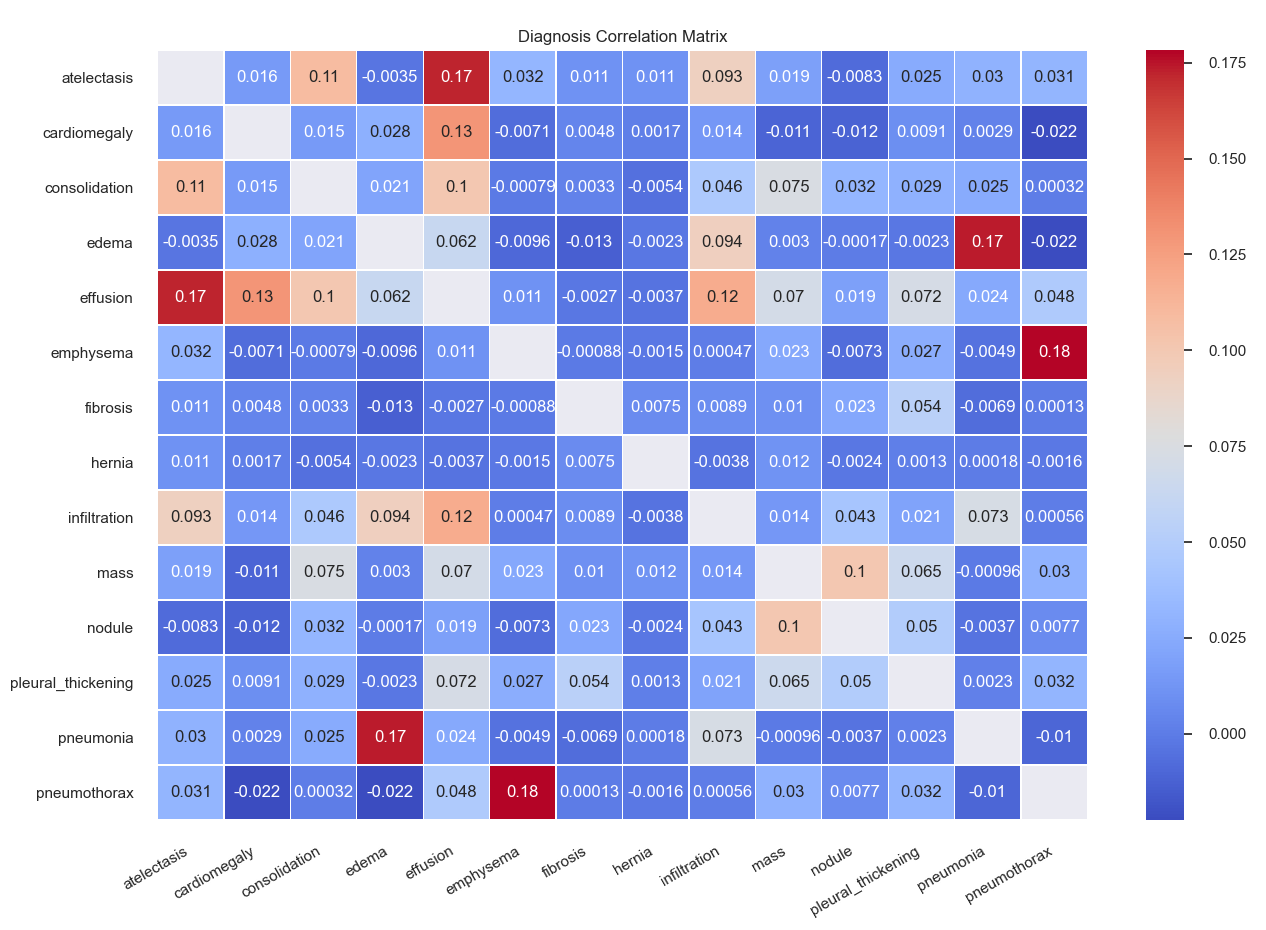 Diagnosis Correlation Matrix
atelectasis 0.016 0.11 -0.0035 0.17 0.032 0.011 0.011 0.093 0.019 -0.0083 0.025 0.03 0.031
cardiomegaly 0.016 0.015 0.028 0.13 -0.0071 0.0048 0.0017 0.014 -0.011 -0.012 0.0091 0.0029 -0.022
consolidation 0.11 0.015 0.021 0.1 -0.00079 0.0033 -0.0054 0.046 0.075 0.032 0.029 0.025 0.00032
edema -0.0035 0.028 0.021 0.062 -0.0096 -0.013 -0.0023 0.094 0.003 -0.00017 -0.0023 0.17 -0.022
effusion 0.17 0.13 0.1 0.062 0.011 -0.0027 -0.0037 0.12 0.07 0.019 0.072 0.024 0.048
emphysema 0.032 -0.0071 -0.00079 -0.0096 0.011 -0.00088 -0.0015 0.00047 0.023 -0.0073 0.027 -0.0049 0.18
fibrosis 0.011 0.0048 0.0033 -0.013 -0.0027 -0.00088 0.0075 0.0089 0.01 0.023 0.054 -0.0069 0.00013
hernia 0.011 0.0017 -0.0054 -0.0023 -0.0037 -0.0015 0.0075 -0.0038 0.012 -0.0024 0.0013 0.00018 -0.0016
infiltration 0.093 0.014 0.046 0.094 0.12 0.00047 0.0089 -0.0038 0.014 0.043 0.021 0.073 0.00056
mass 0.019 -0.011 0.075 0.003 0.07 0.023 0.01 0.012 0.014 0.1 0.065 -0.00096 0.03
nodule -0.0083 -0.012 0.032 -0.00017 0.019 -0.0073 0.023 -0.0024 0.043 0.1 0.05 -0.0037 0.0077
pleural_thickening 0.025 0.0091 0.029 -0.0023 0.072 0.027 0.054 0.0013 0.021 0.065 0.05 0.0023 0.032
pneumonia 0.03 0.0029 0.025 0.17 0.024 -0.0049 -0.0069 0.00018 0.073 -0.00096 -0.0037 0.0023 -0.01
pneumothorax 0.031 -0.022 0.00032 -0.022 0.048 0.18 0.00013 -0.0016 0.00056 0.03 0.0077 0.032 -0.01
atelectasis cardiomegaly consolidation edema effusion emphysema fibrosis hernia infiltration mass nodule pleural_thickening pneumonia pneumothorax
0.175
0.150
0.125
0.100
0.075
0.050
0.025
0.000